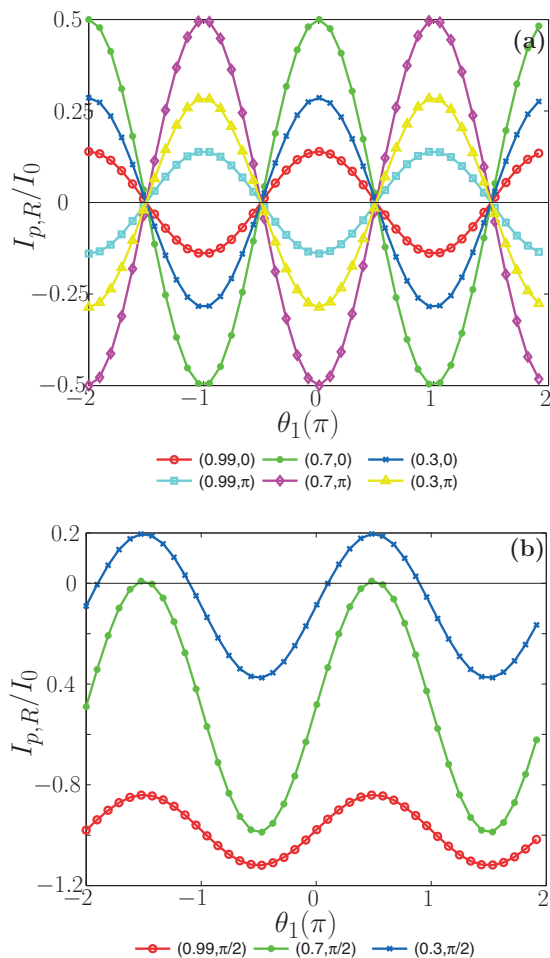 0.5
(a)
0.25
I_{p,R}/I_0
0
−0.25
−0.5
−2 −1 0 1 2
θ_1(π)
(0.99,0) (0.7,0) (0.3,0)
(0.99,π) (0.7,π) (0.3,π)
0.2
(b)
0
I_{p,R}/I_0
0.4
−0.8
−1.2
−2 −1 0 1 2
θ_1(π)
(0.99,π/2) (0.7,π/2) (0.3,π/2)